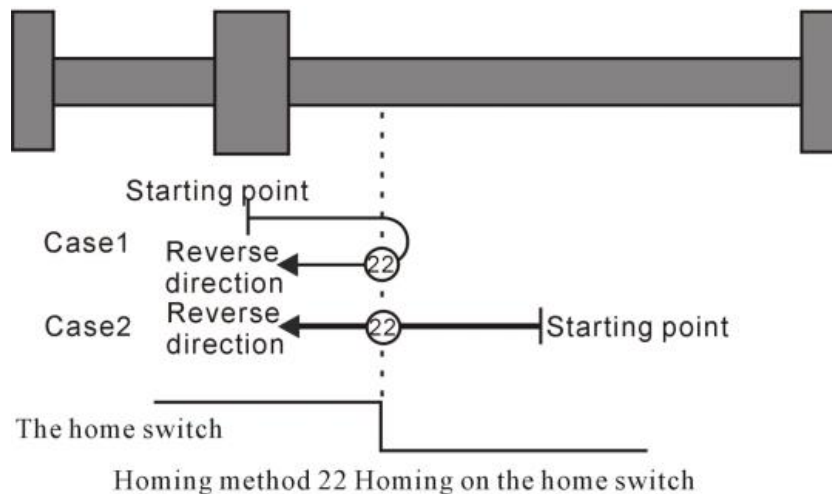 Starting point
Case1
Reverse
direction
22
Case2
Reverse
direction
22
Starting point
The home switch
Homing method 22 Homing on the home switch